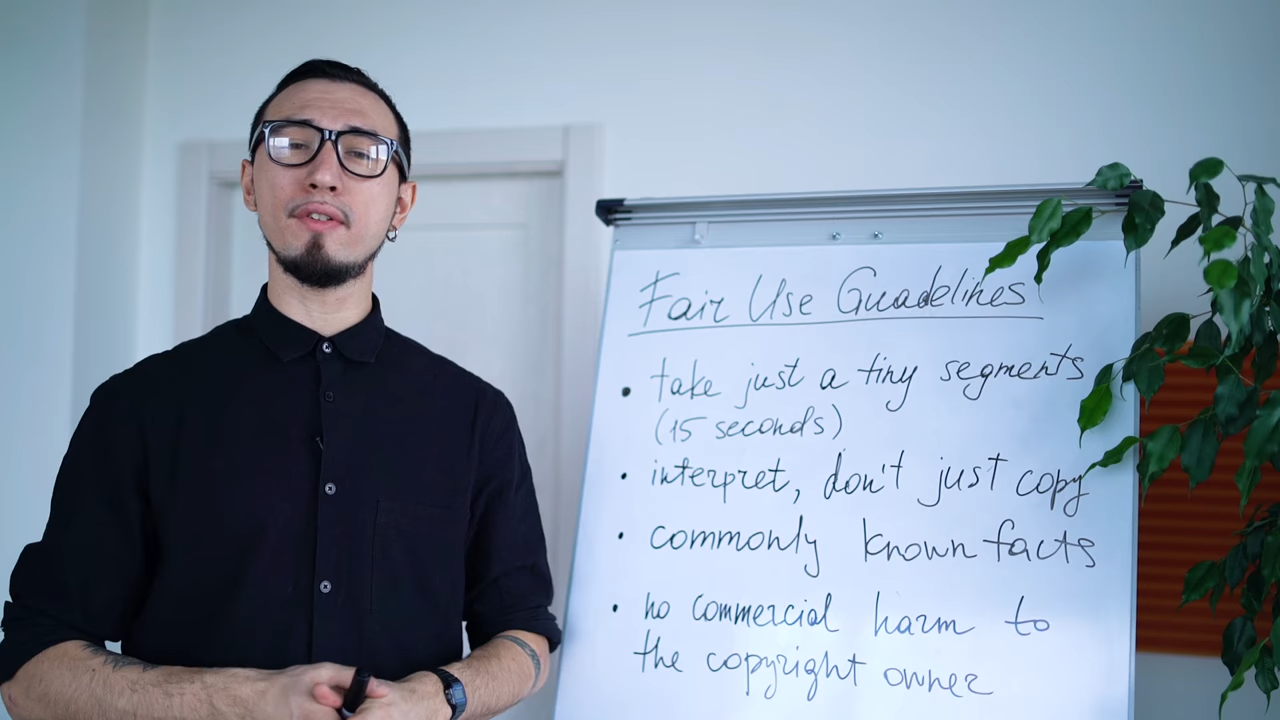 Fair Use Guadelines
• take just a tiny segments
(15 seconds)
• interpret, don't just copy
• commonly known facts
• no commercial harm to
the copyright owner